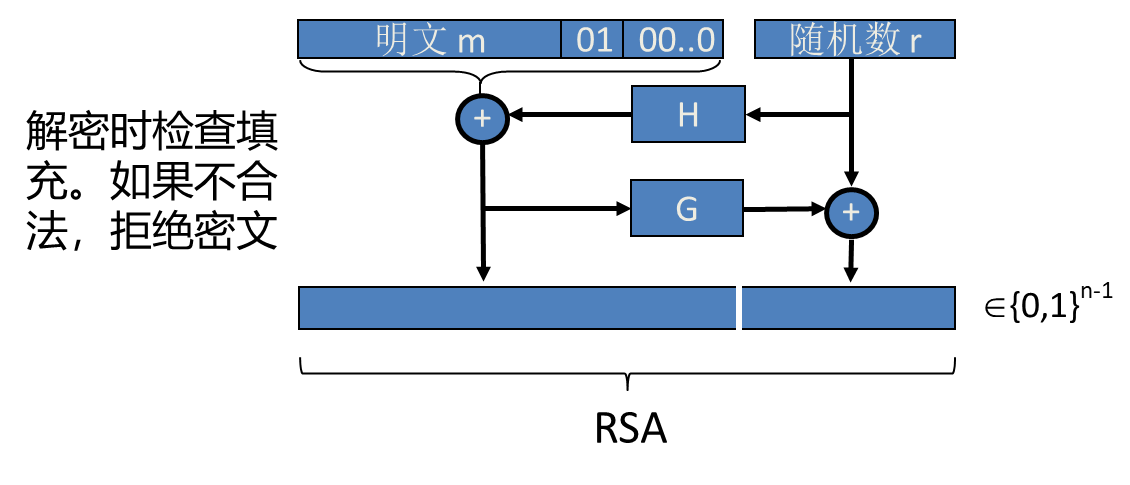 明文 m 01 00..0 随机数 r
解密时检查填
充。如果不合
法，拒绝密文
+ H
G +
∈{0,1}n-1
RSA